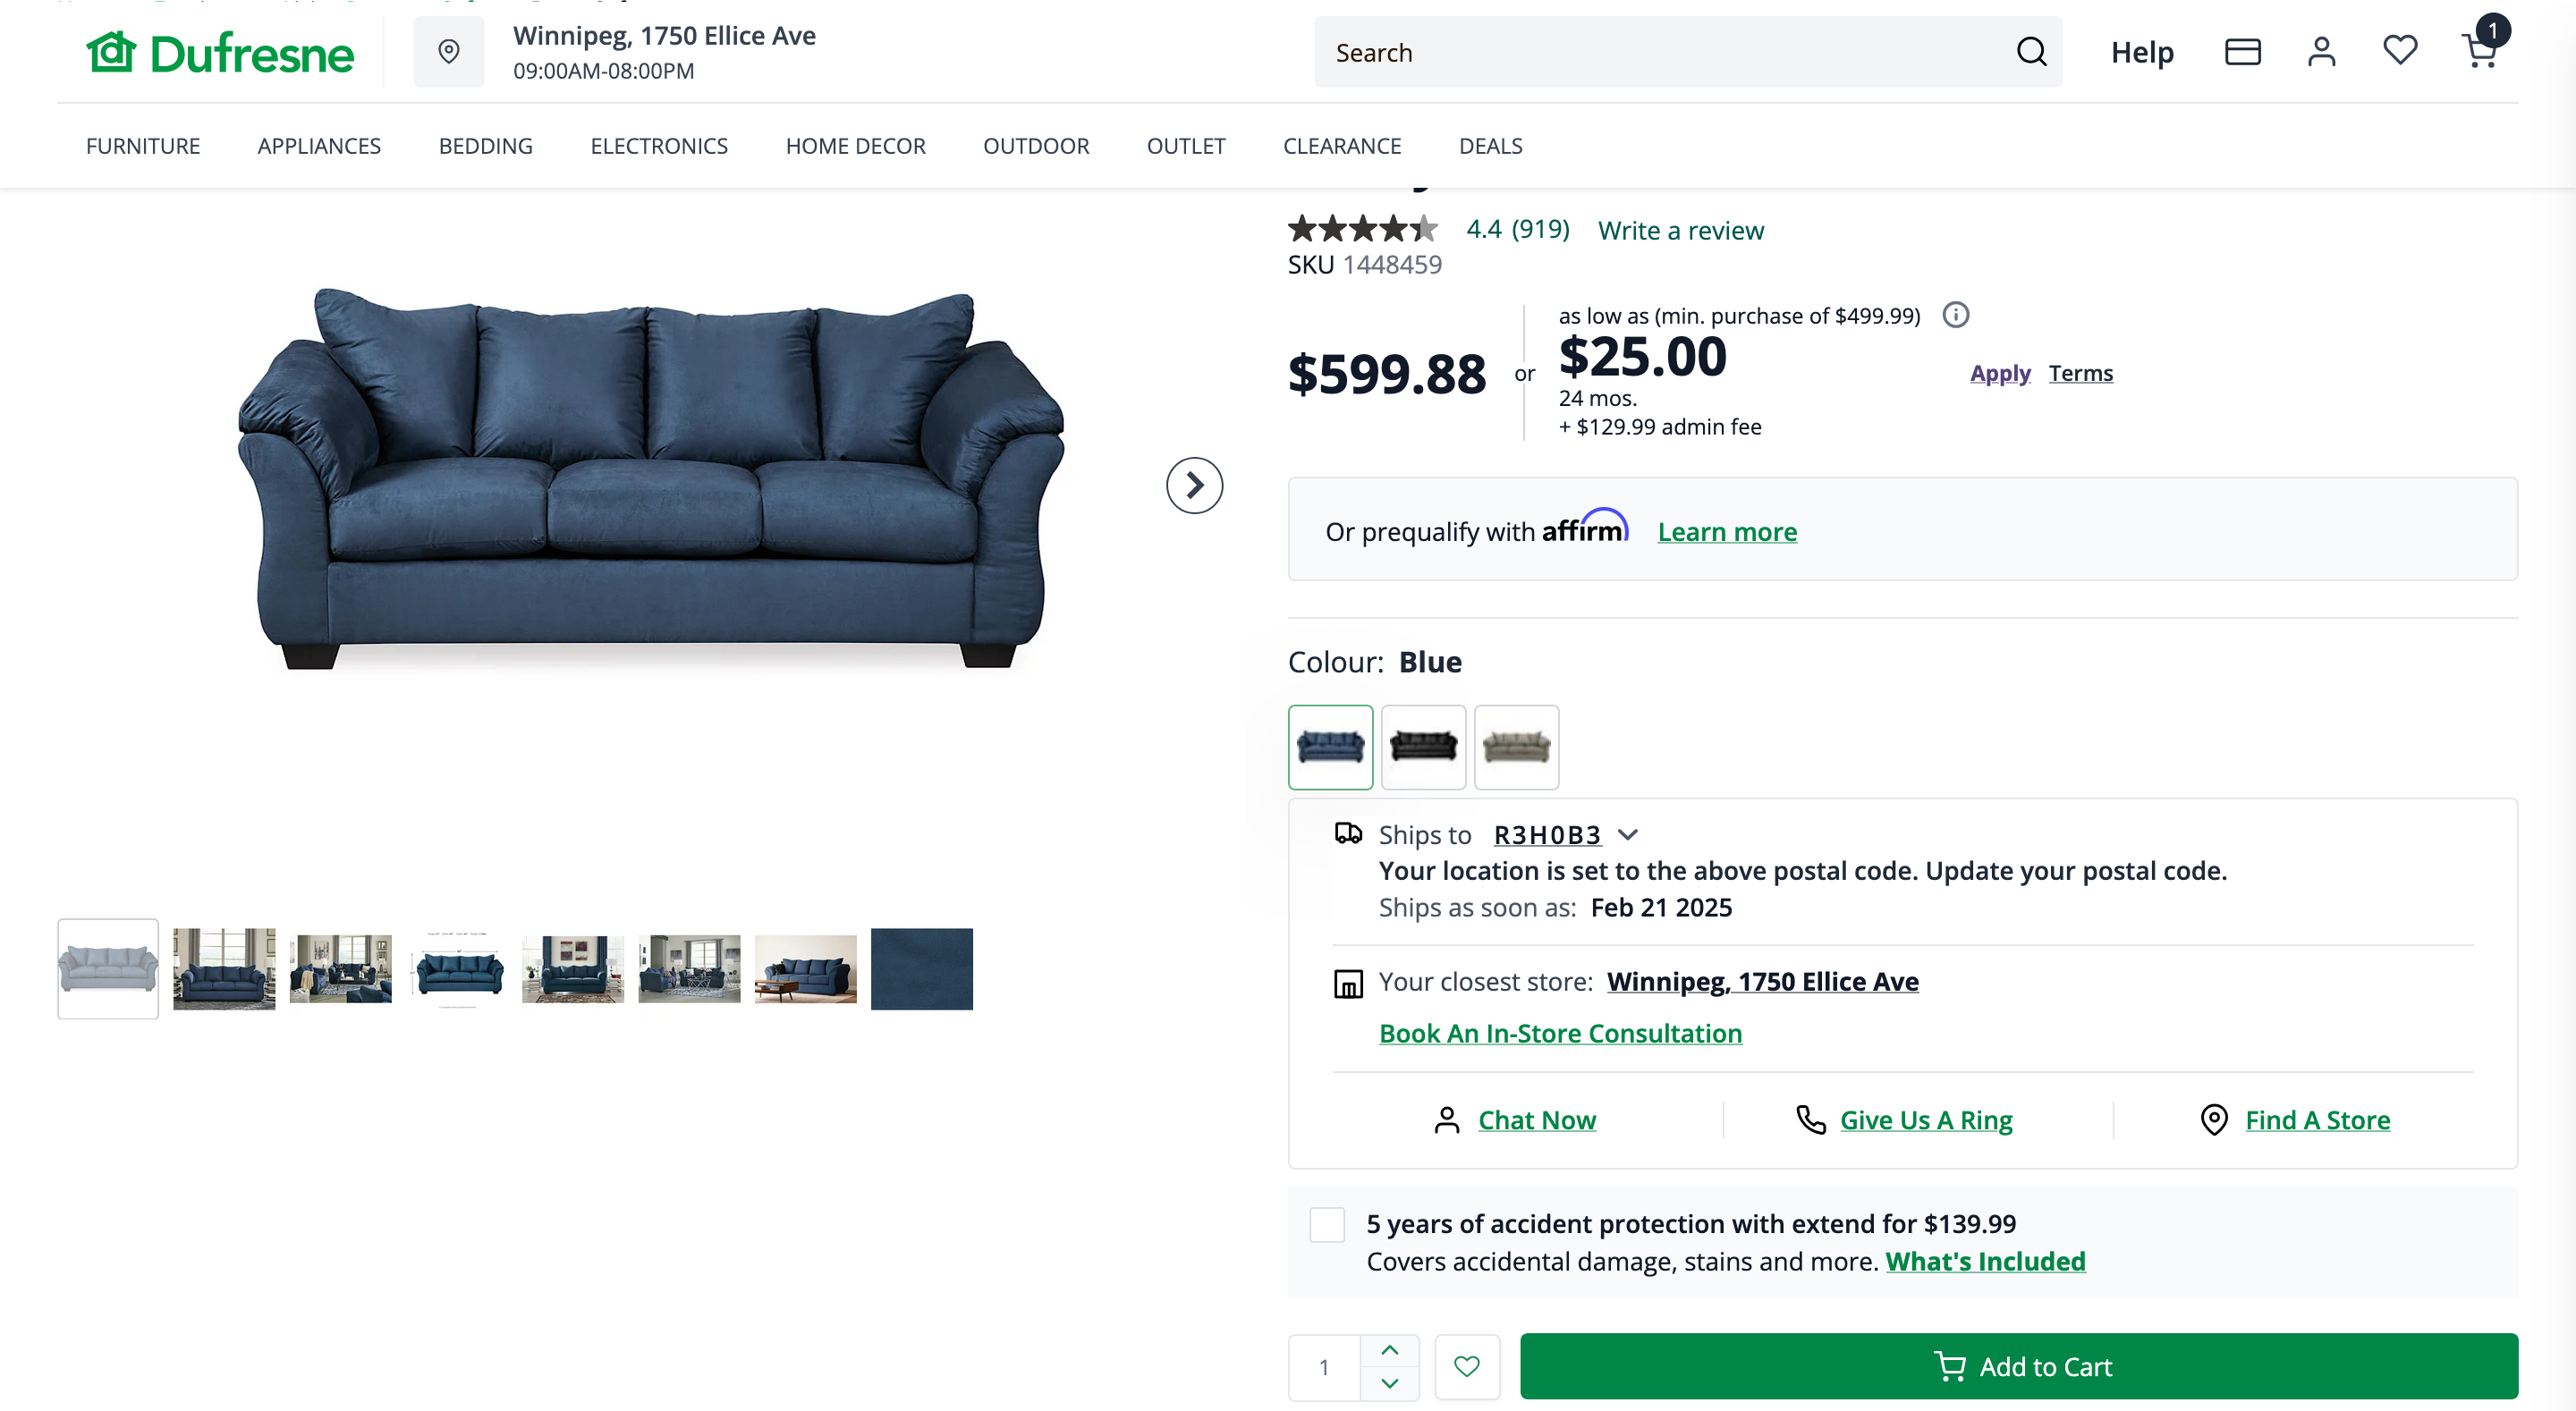 Dufresne
Winnipeg, 1750 Ellice Ave
09:00AM-08:00PM
Search
Help
1
FURNITURE
APPLIANCES
BEDDING
ELECTRONICS
HOME DECOR
OUTDOOR
OUTLET
CLEARANCE
DEALS
4.4 (919) Write a review
SKU 1448459
$599.88
or
as low as (min. purchase of $499.99)
$25.00
24 mos.
+ $129.99 admin fee
Apply Terms
Or prequalify with affirm Learn more
Colour: Blue
Ships to R3H0B3
Your location is set to the above postal code. Update your postal code.
Ships as soon as: Feb 21 2025
Your closest store: Winnipeg, 1750 Ellice Ave
Book An In-Store Consultation
Chat Now
Give Us A Ring
Find A Store
5 years of accident protection with extend for $139.99
Covers accidental damage, stains and more. What's Included
1
Add to Cart